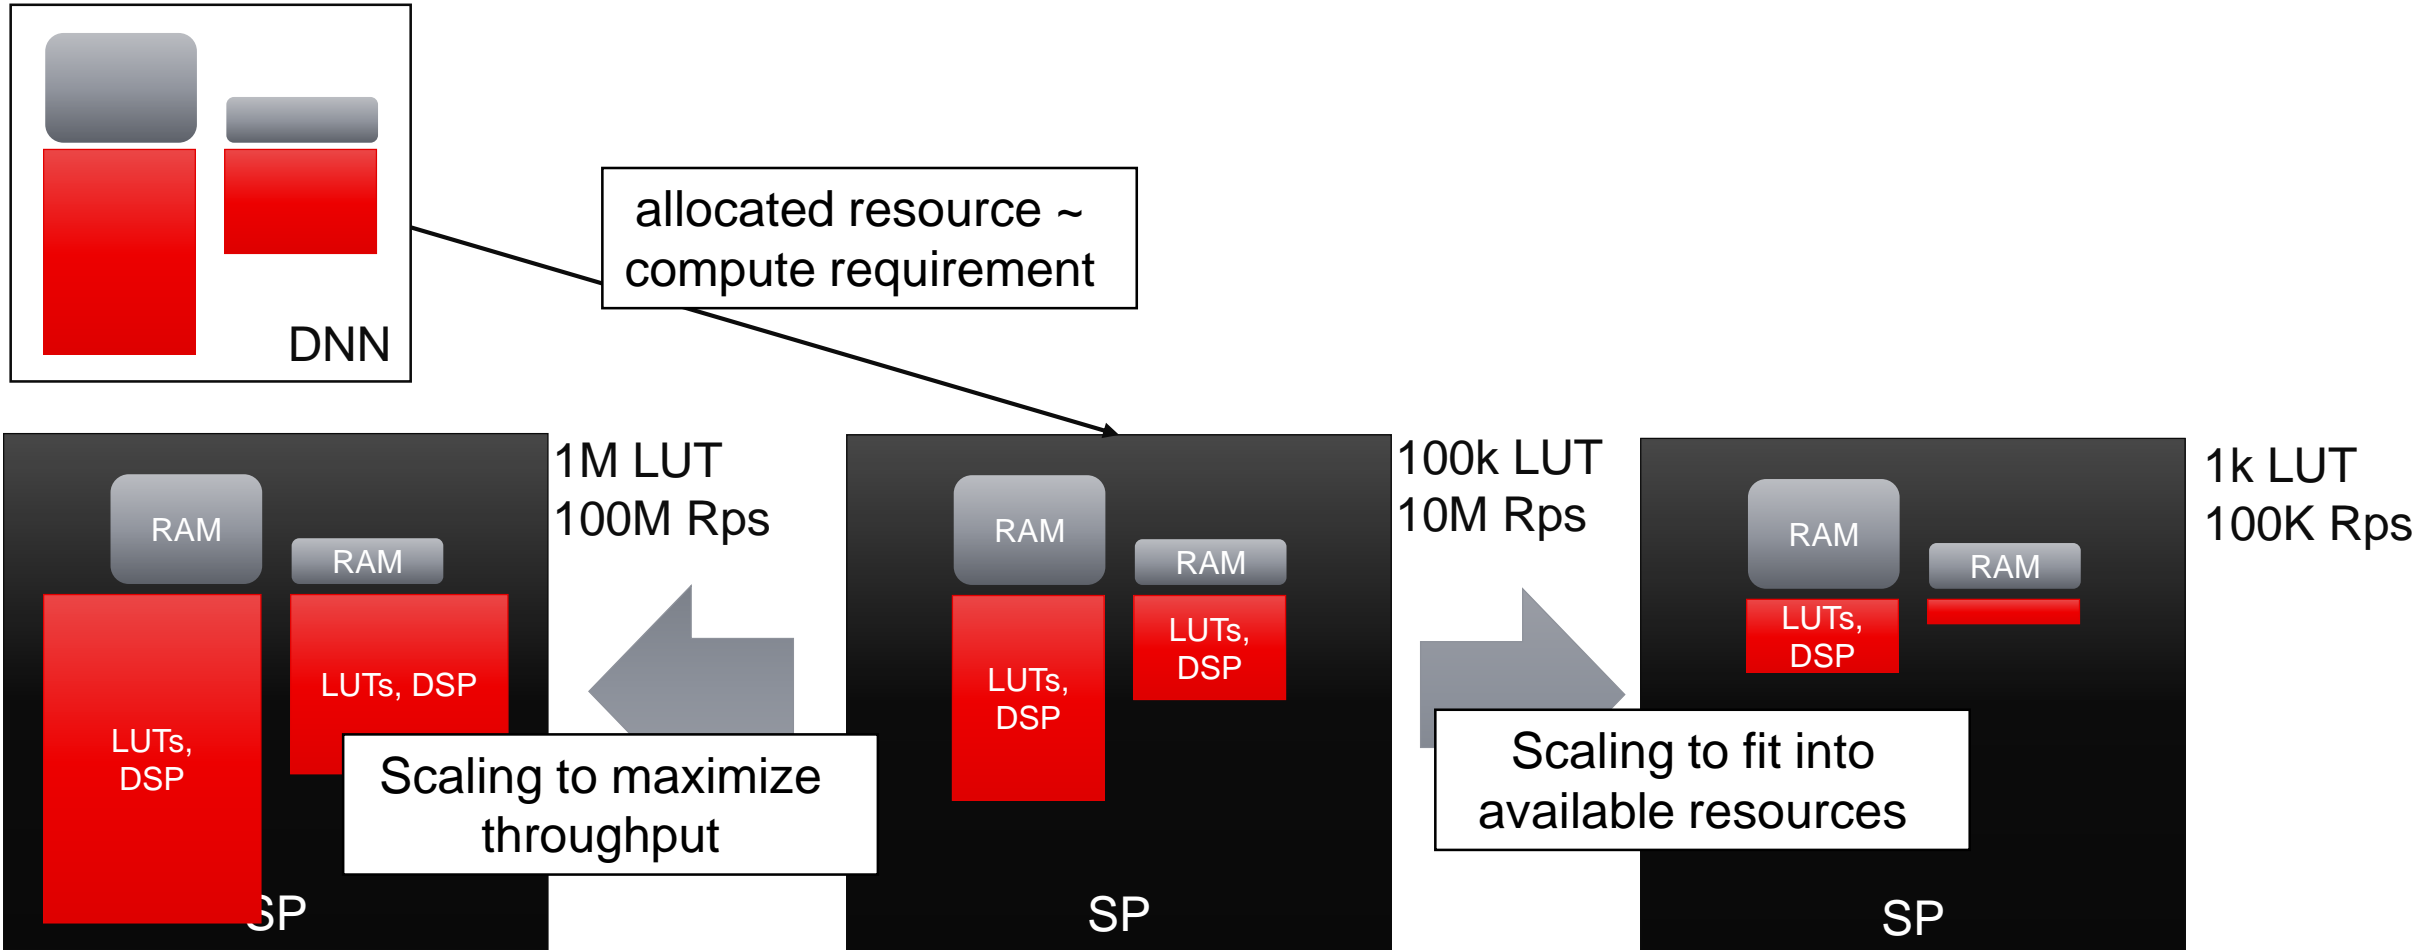 DNN
allocated resource ~
compute requirement
1M LUT
100M Rps
RAM
RAM
LUTs,
DSP
LUTs, DSP
SP
Scaling to maximize
throughput
100k LUT
10M Rps
RAM
RAM
LUTs,
DSP
LUTs,
DSP
SP
Scaling to fit into
available resources
1k LUT
100K Rps
RAM
RAM
LUTs,
DSP
SP